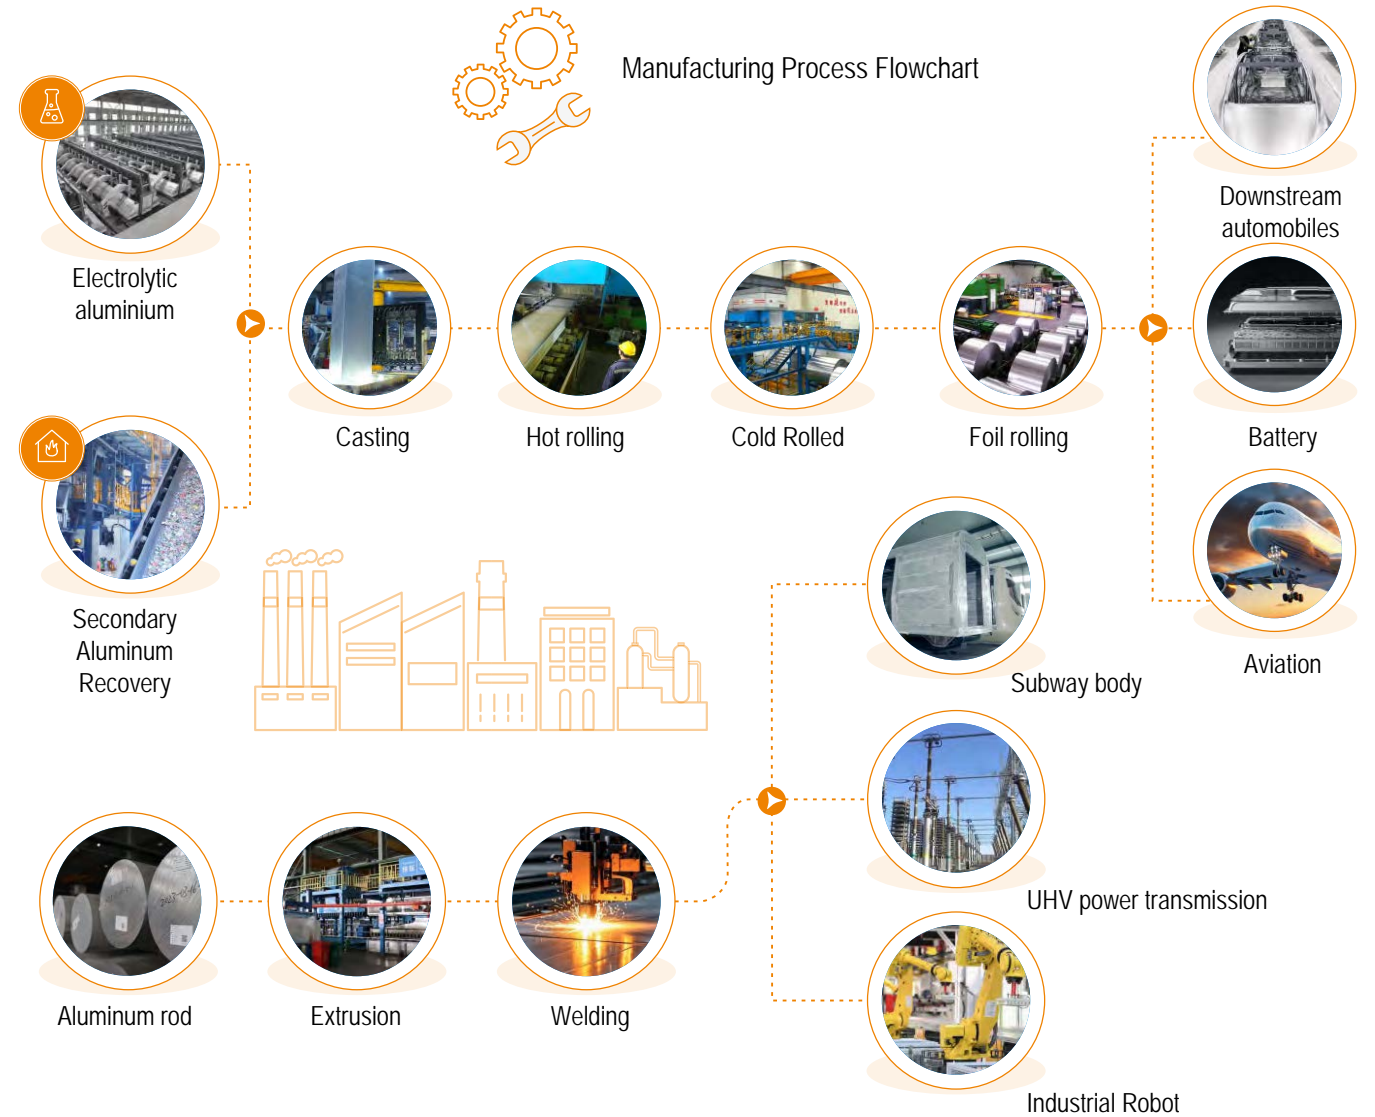 Manufacturing Process Flowchart
Electrolytic
aluminium
Secondary
Aluminum
Recovery
Casting
Hot rolling
Cold Rolled
Foil rolling
Downstream
automobiles
Battery
Aviation
Aluminum rod
Extrusion
Welding
Subway body
UHV power transmission
Industrial Robot